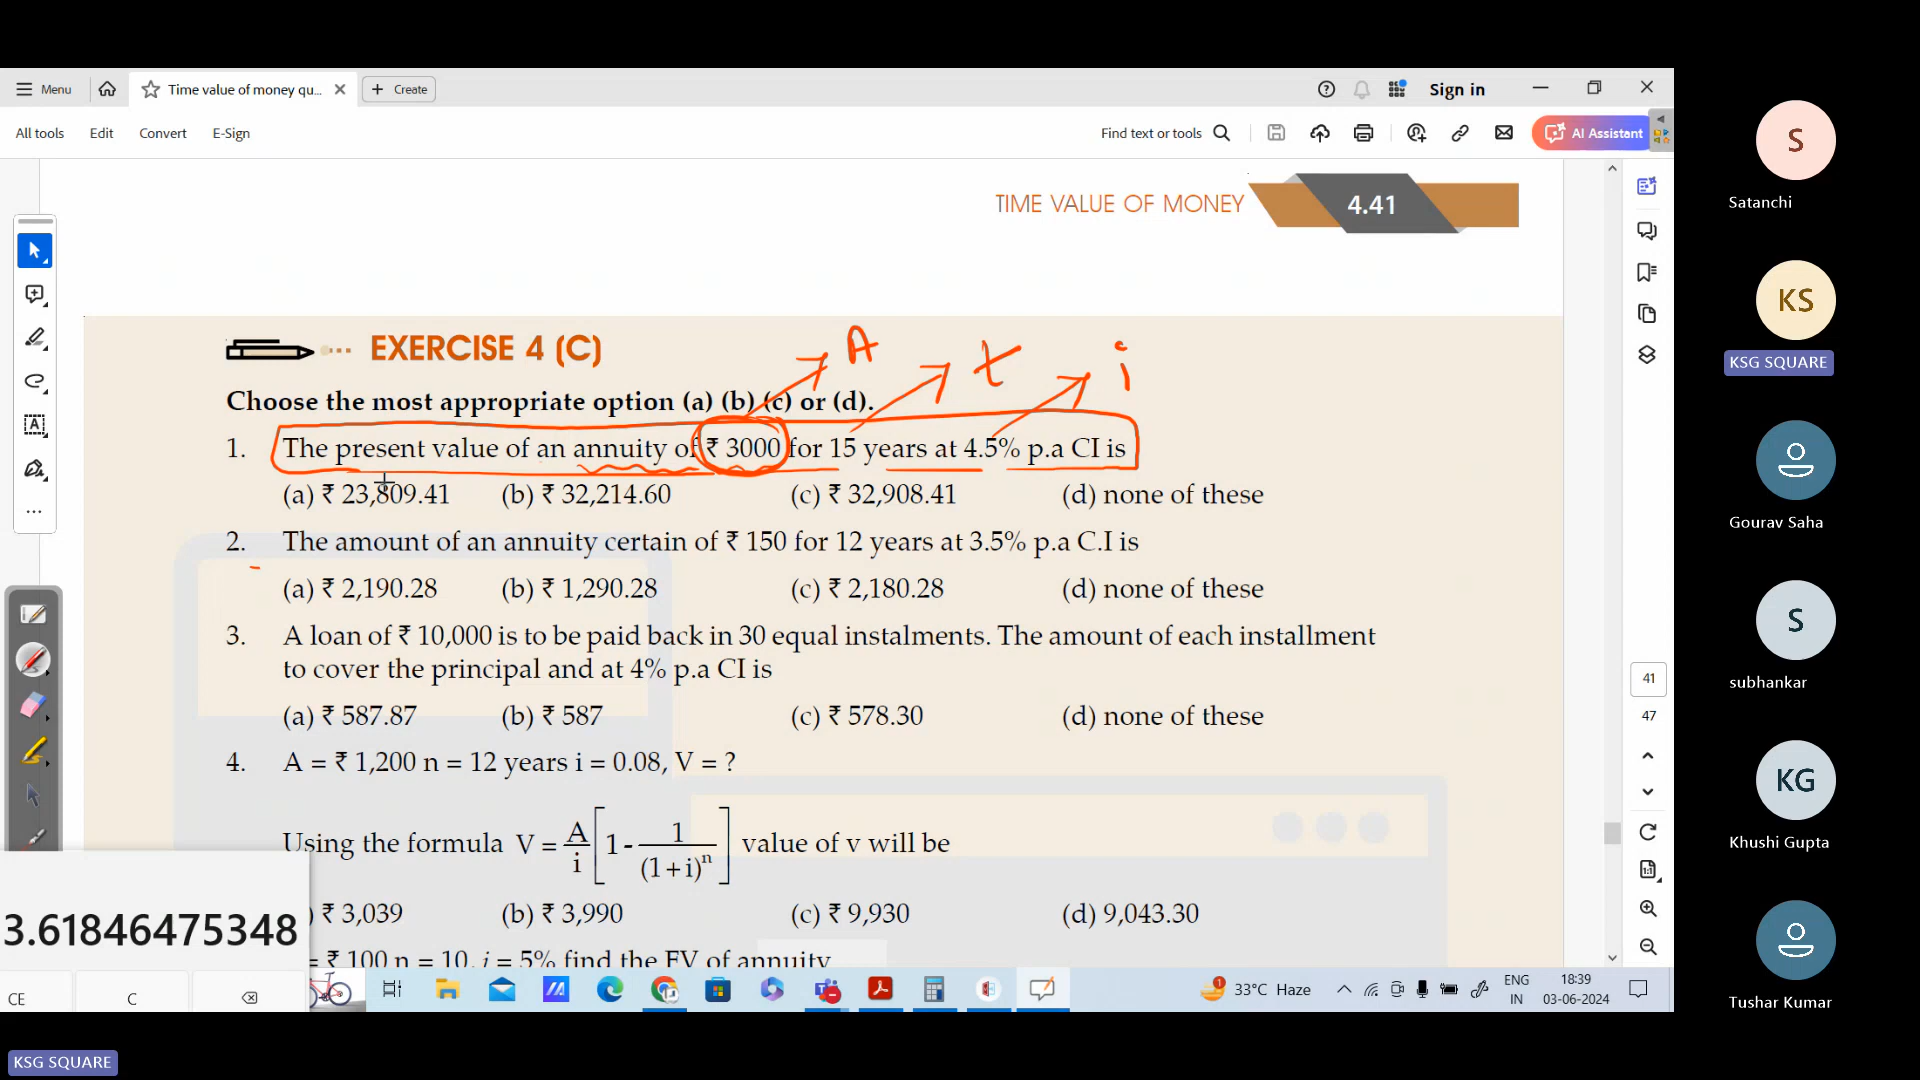 Menu
Time value of money qu...
Create
Sign in
All tools
Edit
Convert
E-Sign
Find text or tools
AI Assistant
TIME VALUE OF MONEY 4.41
EXERCISE 4 (C)
A t i
Choose the most appropriate option (a) (b) (c) or (d).
1. The present value of an annuity of ₹ 3000 for 15 years at 4.5% p.a CI is
(a) ₹ 23,809.41 (b) ₹ 32,214.60 (c) ₹ 32,908.41 (d) none of these
2. The amount of an annuity certain of ₹ 150 for 12 years at 3.5% p.a C.I is
(a) ₹ 2,190.28 (b) ₹ 1,290.28 (c) ₹ 2,180.28 (d) none of these
3. A loan of ₹ 10,000 is to be paid back in 30 equal instalments. The amount of each installment
to cover the principal and at 4% p.a CI is
(a) ₹ 587.87 (b) ₹ 587 (c) ₹ 578.30 (d) none of these
4. A = ₹ 1,200 n = 12 years i = 0.08, V = ?
Using the formula V = A/i [1 - 1/(1+i)ⁿ] value of v will be
) ₹ 3,039 (b) ₹ 3,990 (c) ₹ 9,930 (d) 9,043.30
= ₹ 100 n = 10, i = 5% find the FV of annuity
41
47
3.61846475348
CE
C
33°C Haze
ENG
IN
18:39
03-06-2024
S
Satanchi
KS
KSG SQUARE
Gourav Saha
S
subhankar
KG
Khushi Gupta
Tushar Kumar
KSG SQUARE